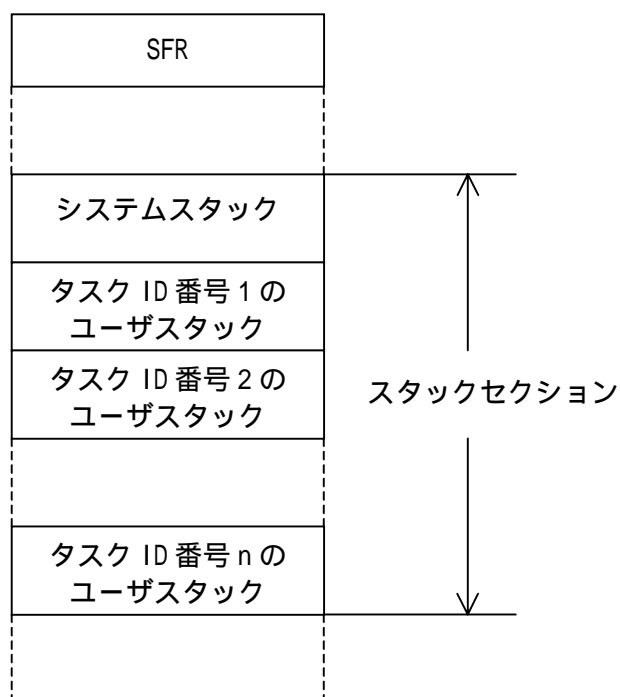 SFR
システムスタック
タスク ID 番号 1 の
ユーザスタック
タスク ID 番号 2 の
ユーザスタック
スタックセクション
タスク ID 番号 n の
ユーザスタック